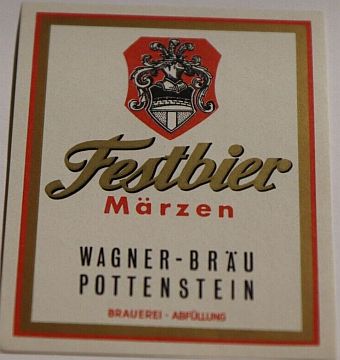 Festbier
Märzen
WAGNER-BRÄU
POTTENSTEIN
BRAUEREI - ABFÜLLUNG